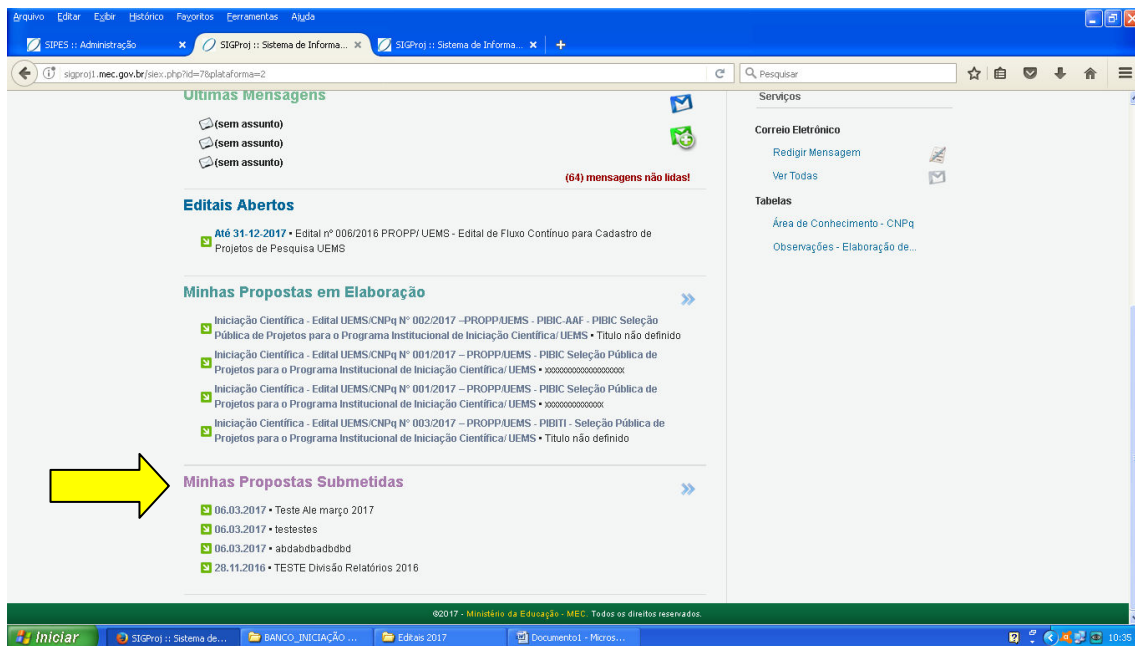 Arquivo Editar Exibir Histórico Favoritos Ferramentas Ajuda
SIPES :: Administração × SIGProj :: Sistema de Informa... × SIGProj :: Sistema de Informa... × +
sigproj1.mec.gov.br/siex.php?id=78plataforma=2 Pesquisar
Últimas Mensagens
(sem assunto)
(sem assunto)
(sem assunto)
(64) mensagens não lidas!
Editais Abertos
Até 31-12-2017 • Edital nº 006/2016 PROPP/ UEMS - Edital de Fluxo Contínuo para Cadastro de
Projetos de Pesquisa UEMS
Minhas Propostas em Elaboração
Iniciação Científica - Edital UEMS/CNPq Nº 002/2017 –PROPP/UEMS - PIBIC-AAF - PIBIC Seleção
Pública de Projetos para o Programa Institucional de Iniciação Científica/ UEMS • Titulo não definido
Iniciação Científica - Edital UEMS/CNPq Nº 001/2017 – PROPP/UEMS - PIBIC Seleção Pública de
Projetos para o Programa Institucional de Iniciação Científica/ UEMS • xxxxxxxxxxxxxxxxxx
Iniciação Científica - Edital UEMS/CNPq Nº 001/2017 – PROPP/UEMS - PIBIC Seleção Pública de
Projetos para o Programa Institucional de Iniciação Científica/ UEMS • xxxxxxxxxxxxx
Iniciação Científica - Edital UEMS/CNPq Nº 003/2017 – PROPP/UEMS - PIBITI - Seleção Pública de
Projetos para o Programa Institucional de Iniciação Científica/ UEMS • Titulo não definido
Minhas Propostas Submetidas
06.03.2017 • Teste Ale março 2017
06.03.2017 • testestes
06.03.2017 • abdabdbadbdbd
28.11.2016 • TESTE Divisão Relatórios 2016
Serviços
Correio Eletrônico
Redigir Mensagem
Ver Todas
Tabelas
Área de Conhecimento - CNPq
Observações - Elaboração de...
©2017 - Ministério da Educação - MEC. Todos os direitos reservados.
Iniciar SIGProj :: Sistema de... BANCO_INICIAÇÃO ... Editais 2017 Documento1 - Micros... 10:35